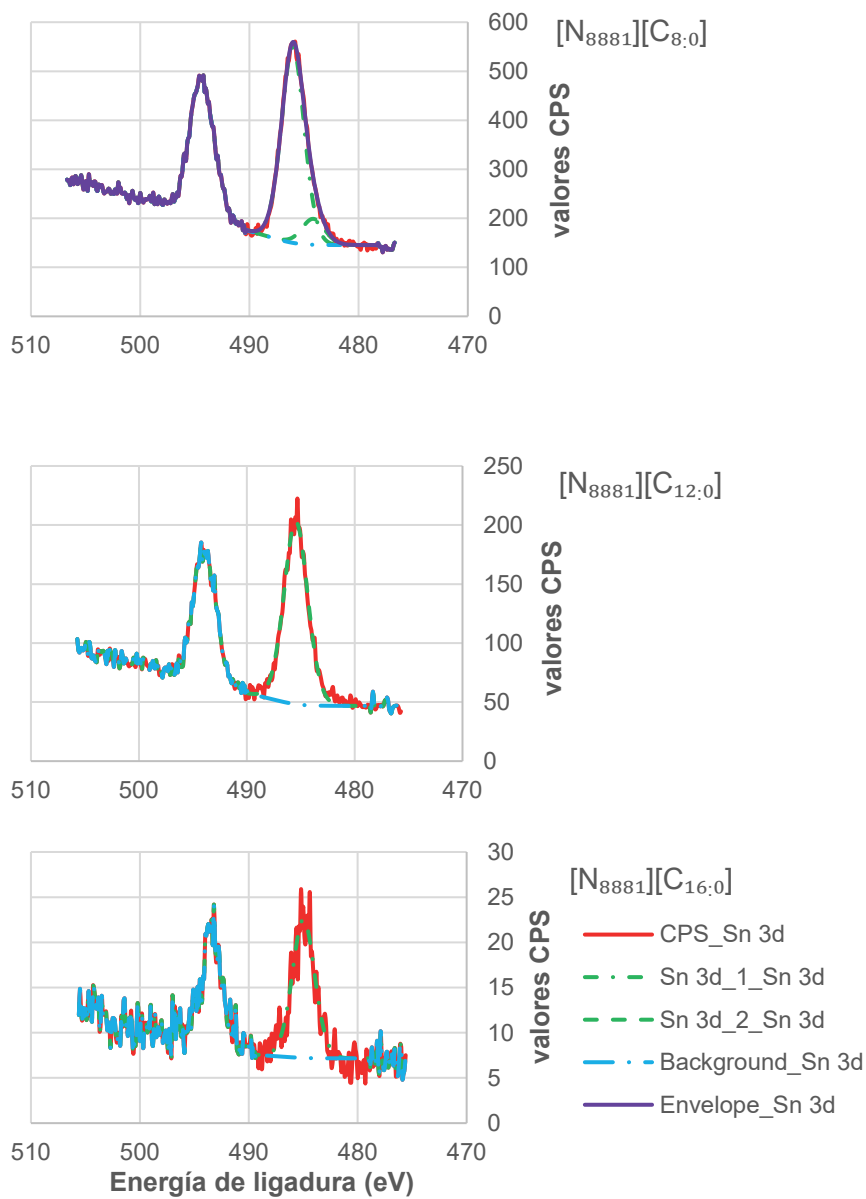 [N8881][C8:0]
600
500
400
300
200
100
0
valores CPS
510 500 490 480 470
[N8881][C12:0]
250
200
150
100
50
0
valores CPS
510 500 490 480 470
[N8881][C16:0]
30
25
20
15
10
5
0
valores CPS
510 500 490 480 470
Energía de ligadura (eV)
CPS_Sn 3d
Sn 3d_1_Sn 3d
Sn 3d_2_Sn 3d
Background_Sn 3d
Envelope_Sn 3d